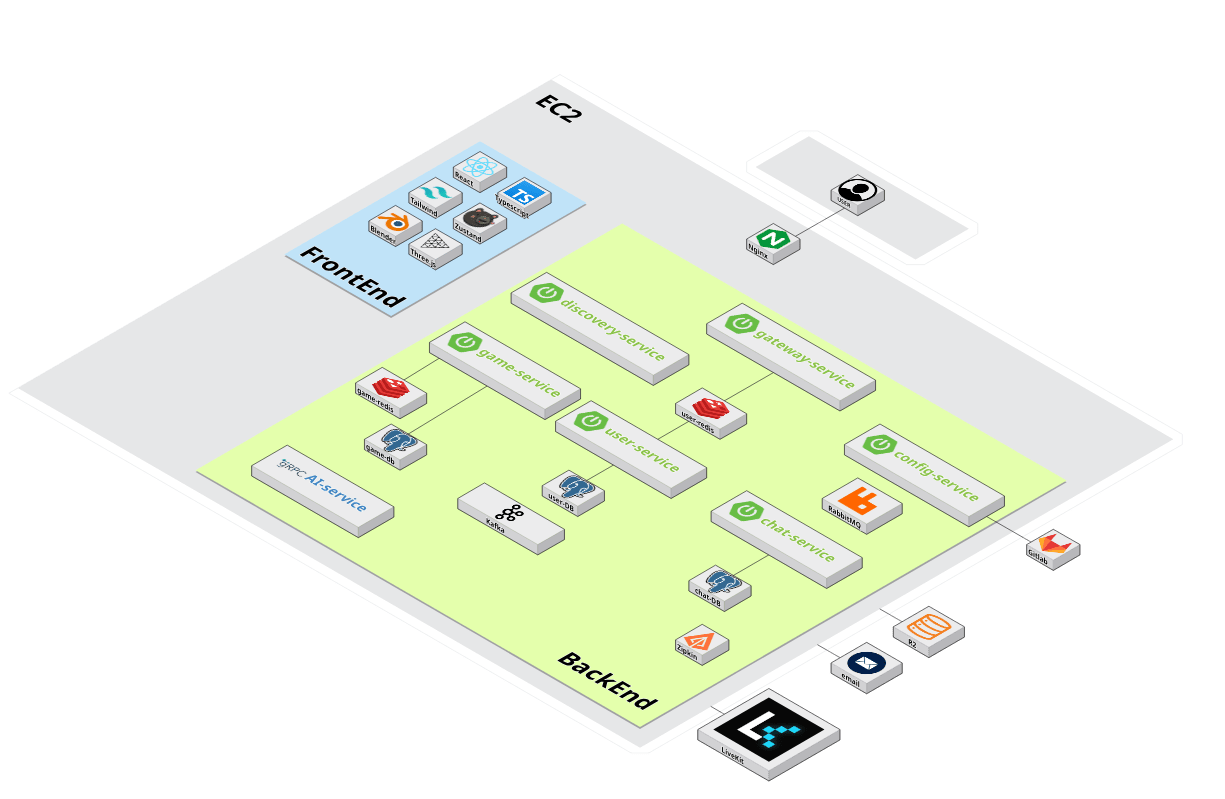 EC2
React
Tailwind
TS
Typescript
Blender
Zustand
Three.js
FrontEnd
user
N
Nginx
discovery-service
gateway-service
game-service
game-redis
user-redis
game-db
user-service
config-service
gRPC AI-service
user-DB
Kafka
RabbitMQ
chat-service
chat-DB
Gitlab
Zipkin
R2
email
BackEnd
LiveKit